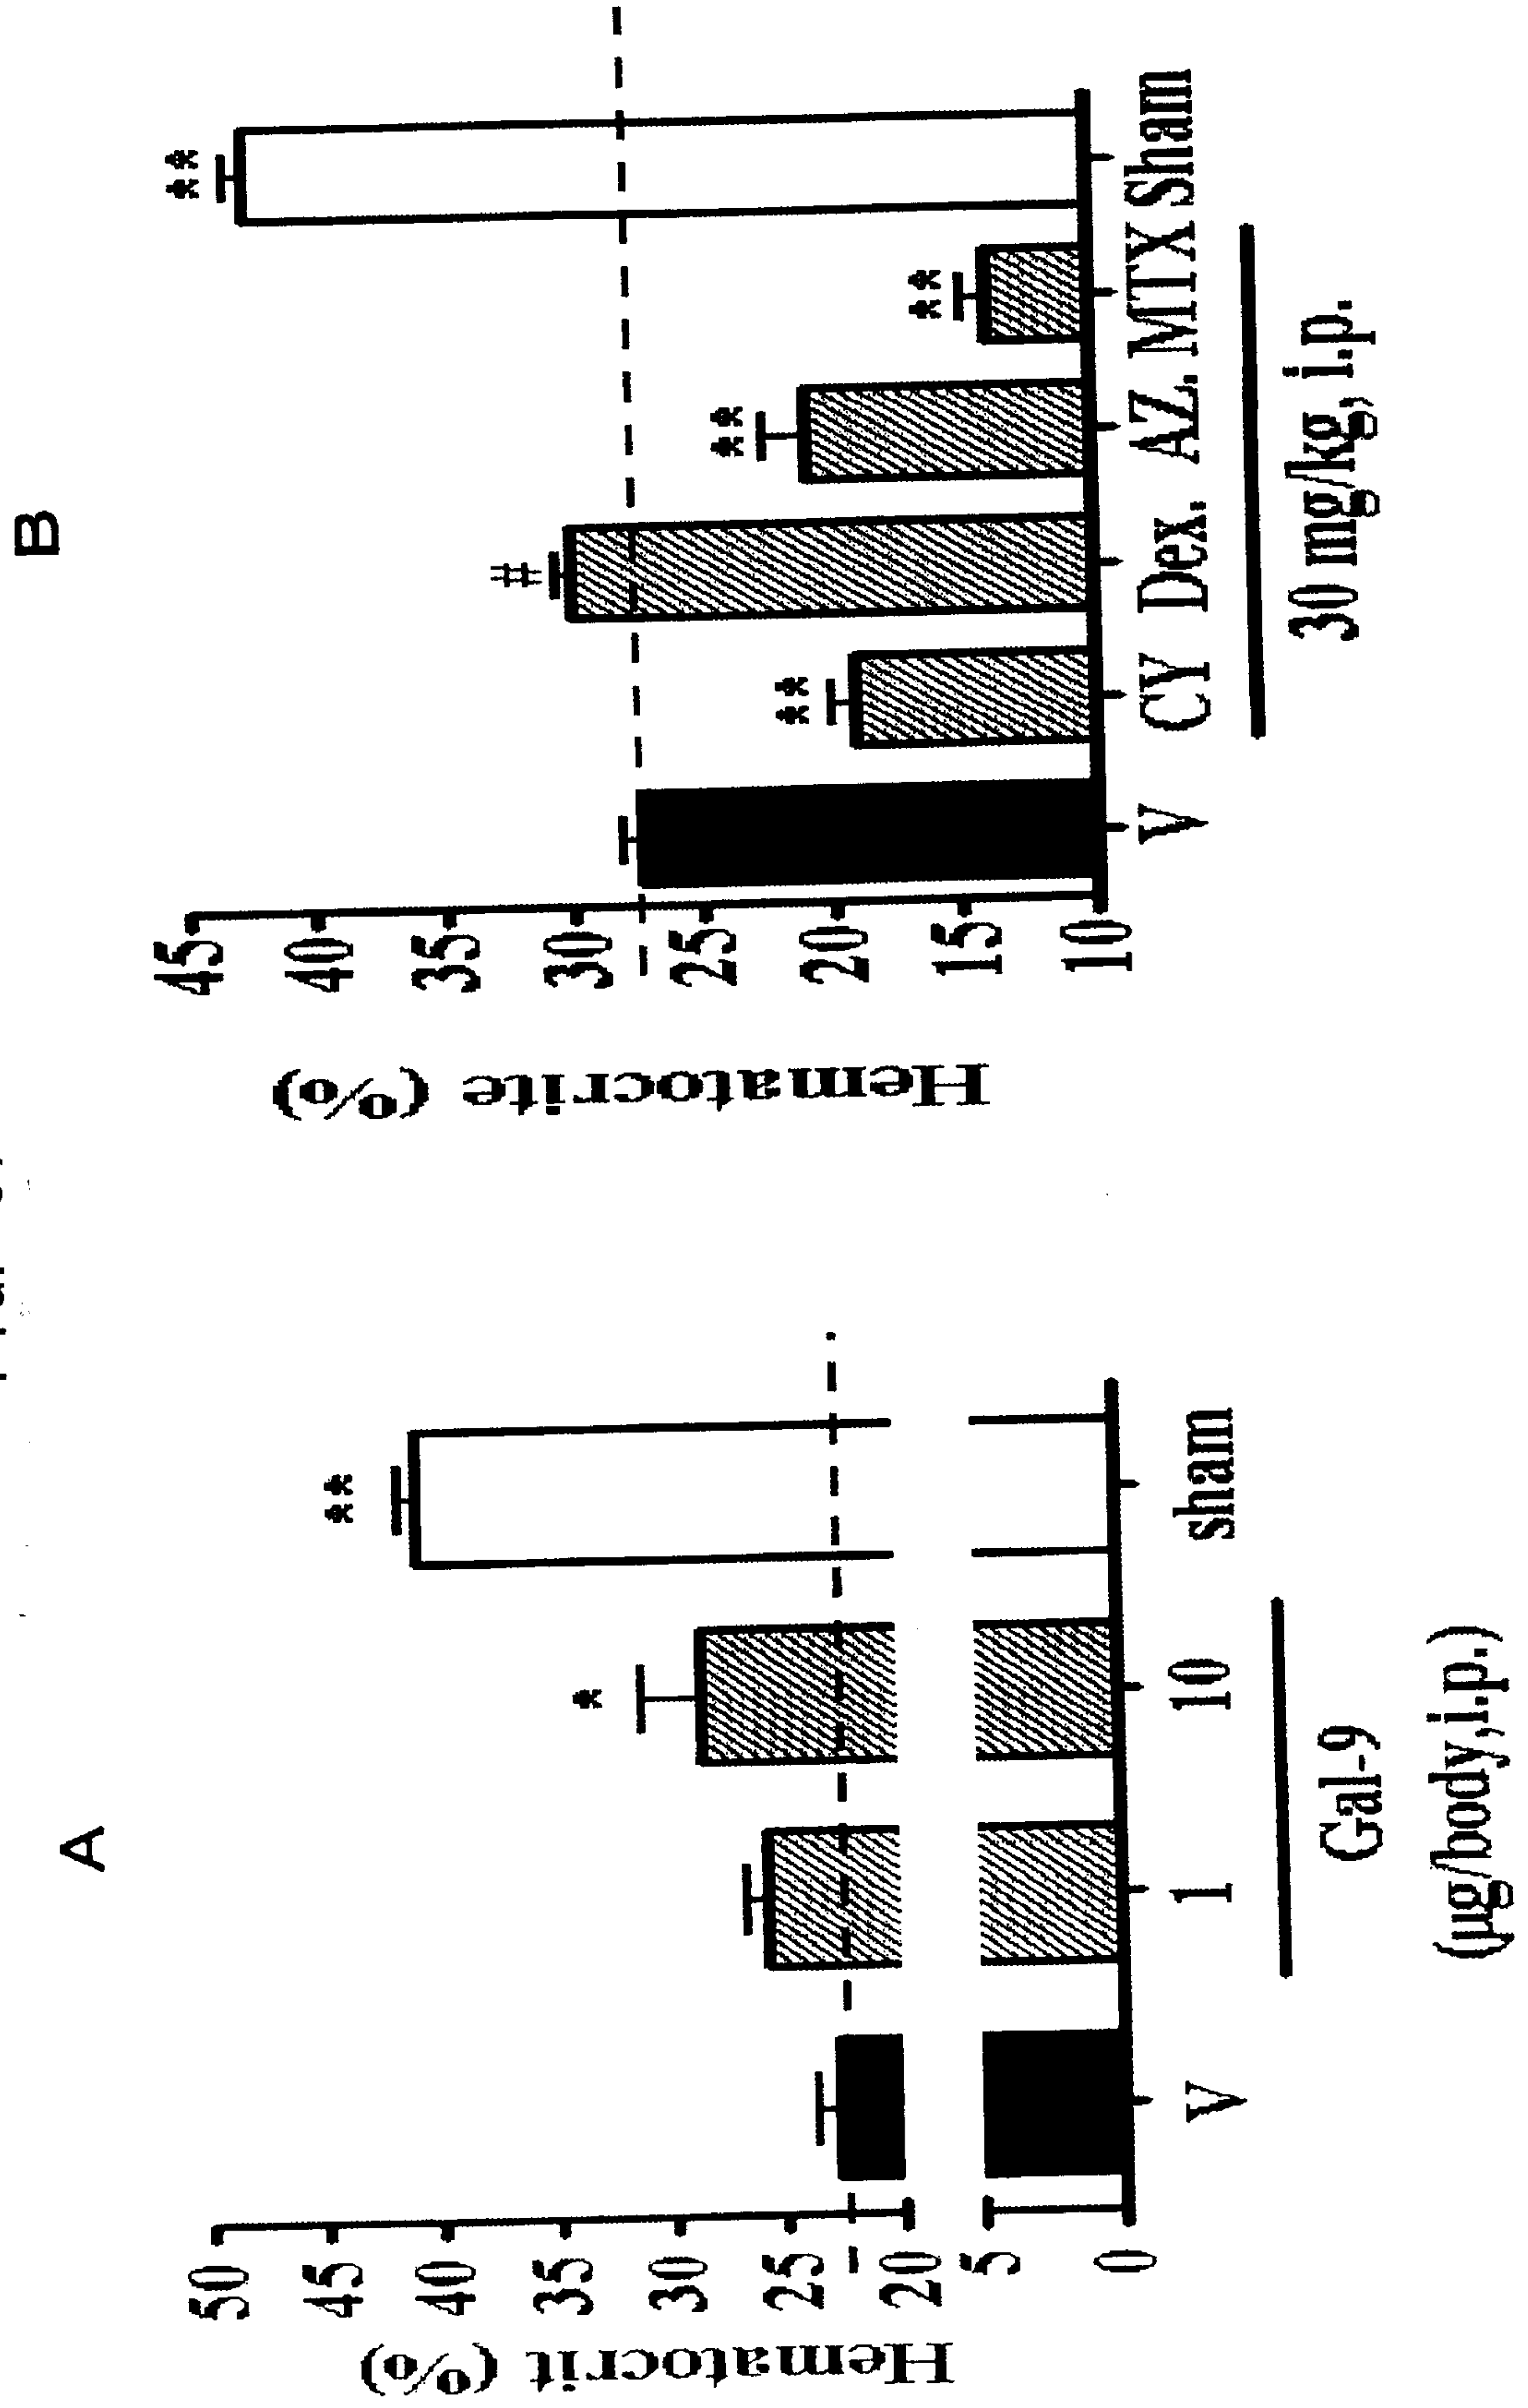 A
Hematocrit (%)
50
45
40
35
30
25
20
5
0
**
*
V
1
10
sham
Gal-9
(µg/body,i.p.)
B
Hematocrite (%)
45
40
35
30
25
20
15
10
**
#
**
**
**
V
CY
Dex.
AZ.
MTX
Sham
30 mg/kg, i.p.